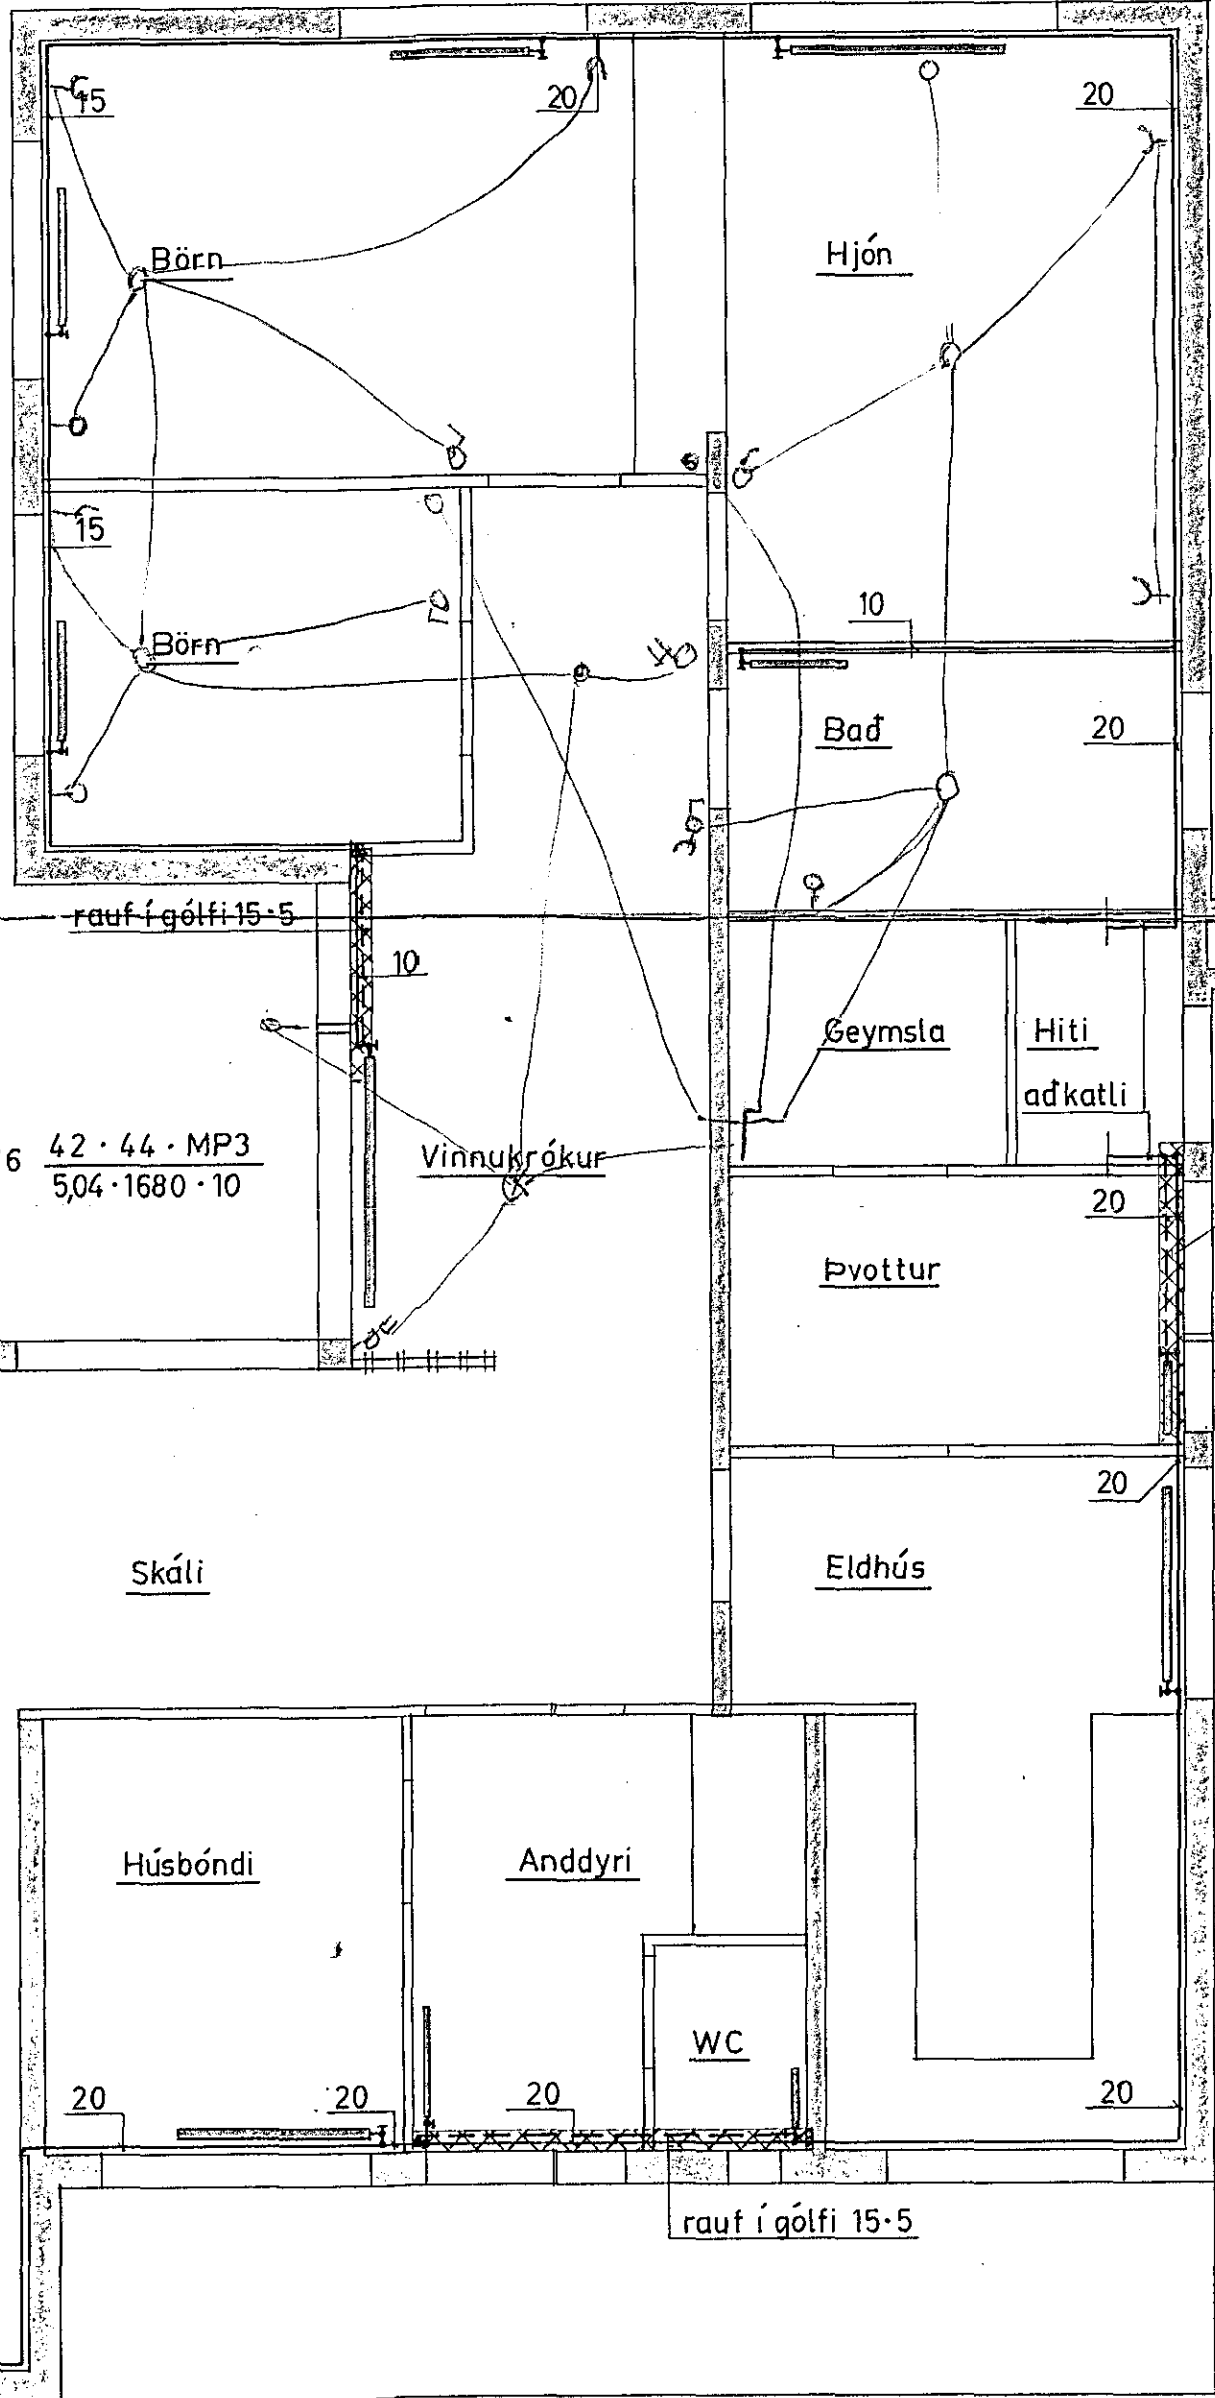 15
20
20
Börn
Hjón
15
10
Börn
Bað
20
rauf í gólfi 15·5
10
Geymsla
Hiti
aðkatli
6 42 · 44 · MP3
5,04 · 1680 · 10
Vinnukrókur
20
Þvottur
20
Skáli
Eldhús
Húsbóndi
Anddyri
WC
20
20
20
20
rauf í gólfi 15·5